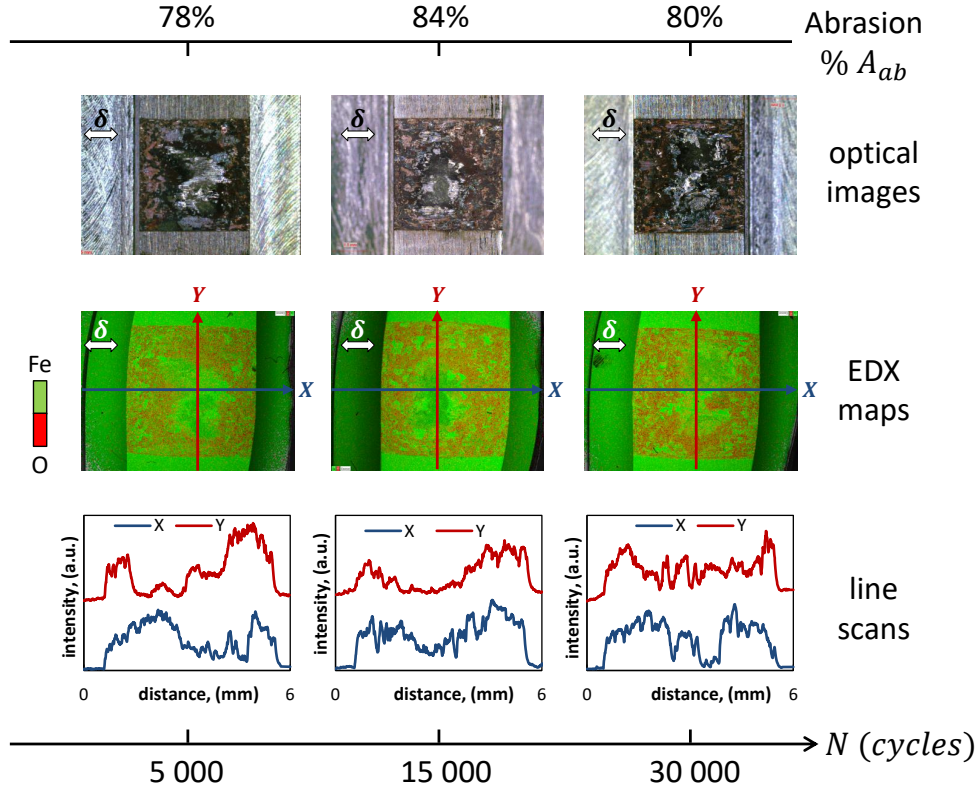 78% 84% 80% Abrasion
% A_ab
δ δ δ optical
images
Y Y Y
δ δ δ
Fe X X X EDX
maps
O
X Y X Y X Y
intensity, (a.u.) intensity, (a.u.) intensity, (a.u.) line
scans
0 6 0 6 0 6
distance, (mm) distance, (mm) distance, (mm)
N (cycles)
5 000 15 000 30 000